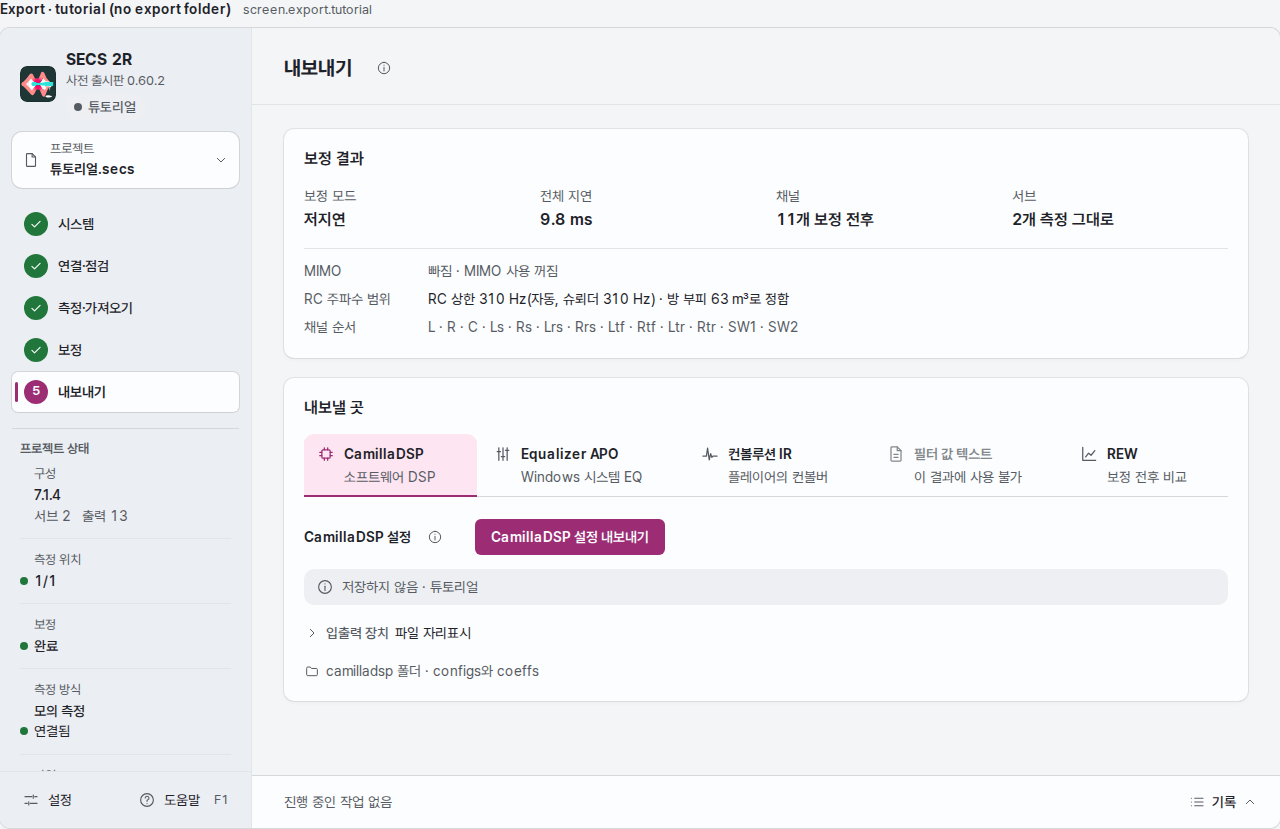 Export · tutorial (no export folder) screen.export.tutorial
SECS 2R
사전 출시판 0.60.2
튜토리얼
프로젝트
튜토리얼.secs
시스템
연결·점검
측정·가져오기
보정
5 내보내기
프로젝트 상태
구성
7.1.4
서브 2 출력 13
측정 위치
1/1
보정
완료
측정 방식
모의 측정
연결됨
설정 도움말 F1
내보내기
보정 결과
보정 모드 전체 지연 채널 서브
저지연 9.8 ms 11개 보정 전후 2개 측정 그대로
MIMO 빠짐 · MIMO 사용 꺼짐
RC 주파수 범위 RC 상한 310 Hz(자동, 슈뢰더 310 Hz) · 방 부피 63 m³로 정함
채널 순서 L · R · C · Ls · Rs · Lrs · Rrs · Ltf · Rtf · Ltr · Rtr · SW1 · SW2
내보낼 곳
CamillaDSP Equalizer APO 컨볼루션 IR 필터 값 텍스트 REW
소프트웨어 DSP Windows 시스템 EQ 플레이어의 컨볼버 이 결과에 사용 불가 보정 전후 비교
CamillaDSP 설정 CamillaDSP 설정 내보내기
저장하지 않음 · 튜토리얼
입출력 장치 파일 자리표시
camilladsp 폴더 · configs와 coeffs
진행 중인 작업 없음 기록